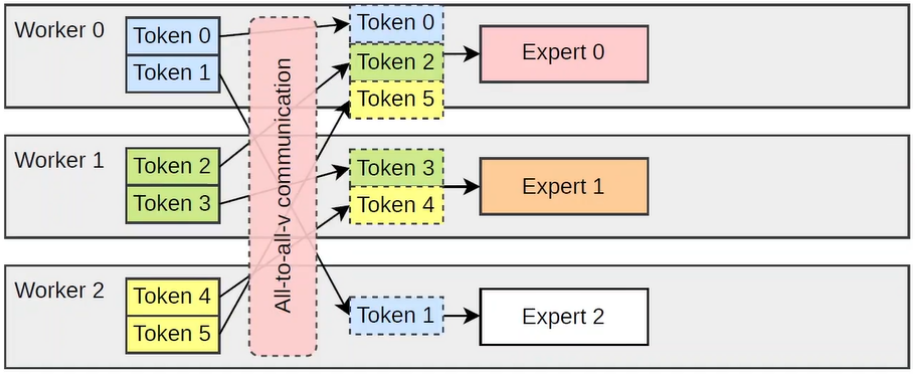 Worker 0
Token 0
Token 1
Token 0
Token 2
Token 5
Expert 0
All-to-all-v communication
Worker 1
Token 2
Token 3
Token 3
Token 4
Expert 1
Worker 2
Token 4
Token 5
Token 1
Expert 2